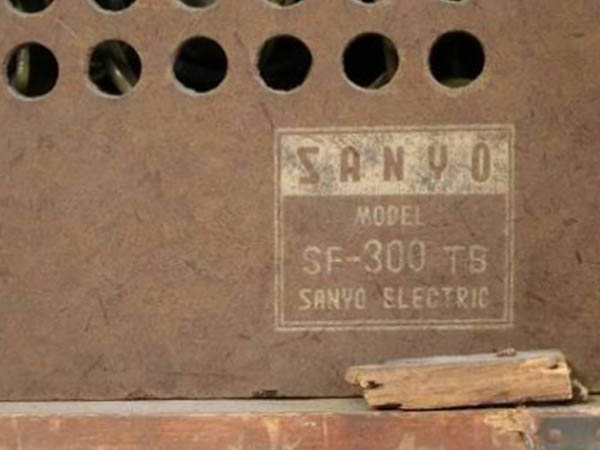 SANYO
MODEL
SF-300 TB
SANYO ELECTRIC